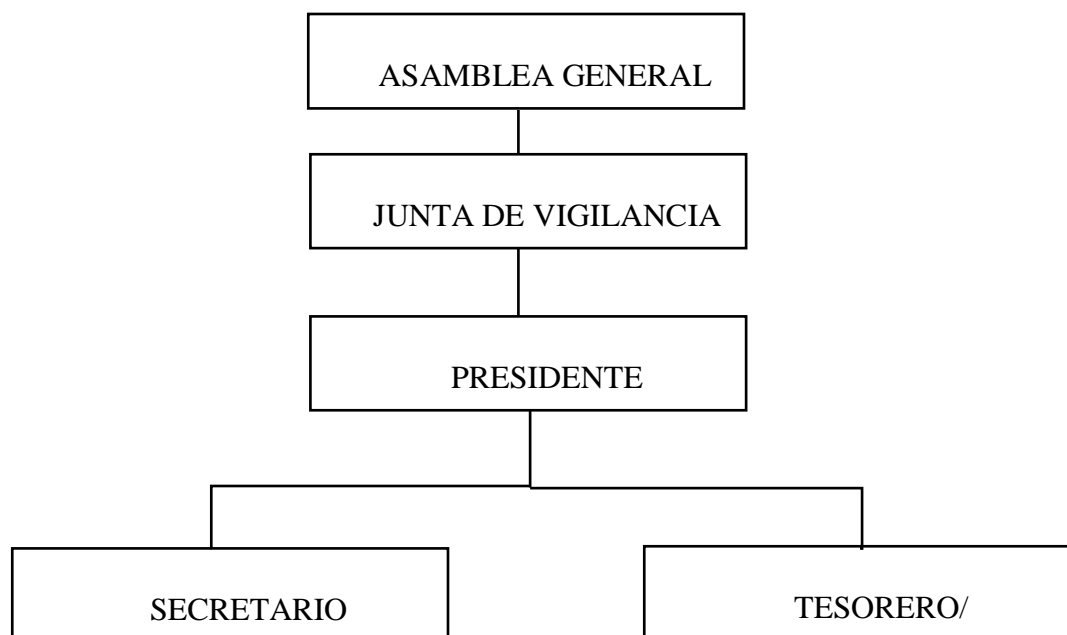 ASAMBLEA GENERAL
JUNTA DE VIGILANCIA
PRESIDENTE
SECRETARIO
TESORERO/